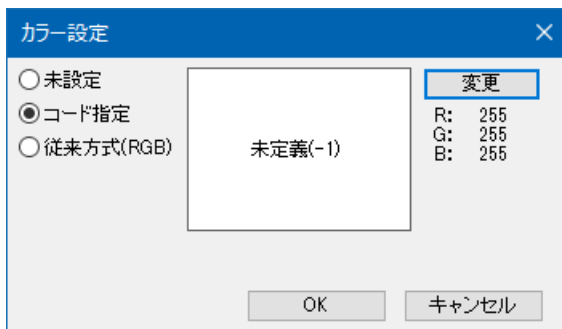 カラー設定
未設定
コード指定
従来方式(RGB)
未定義(-1)
変更
R: 255
G: 255
B: 255
OK
キャンセル